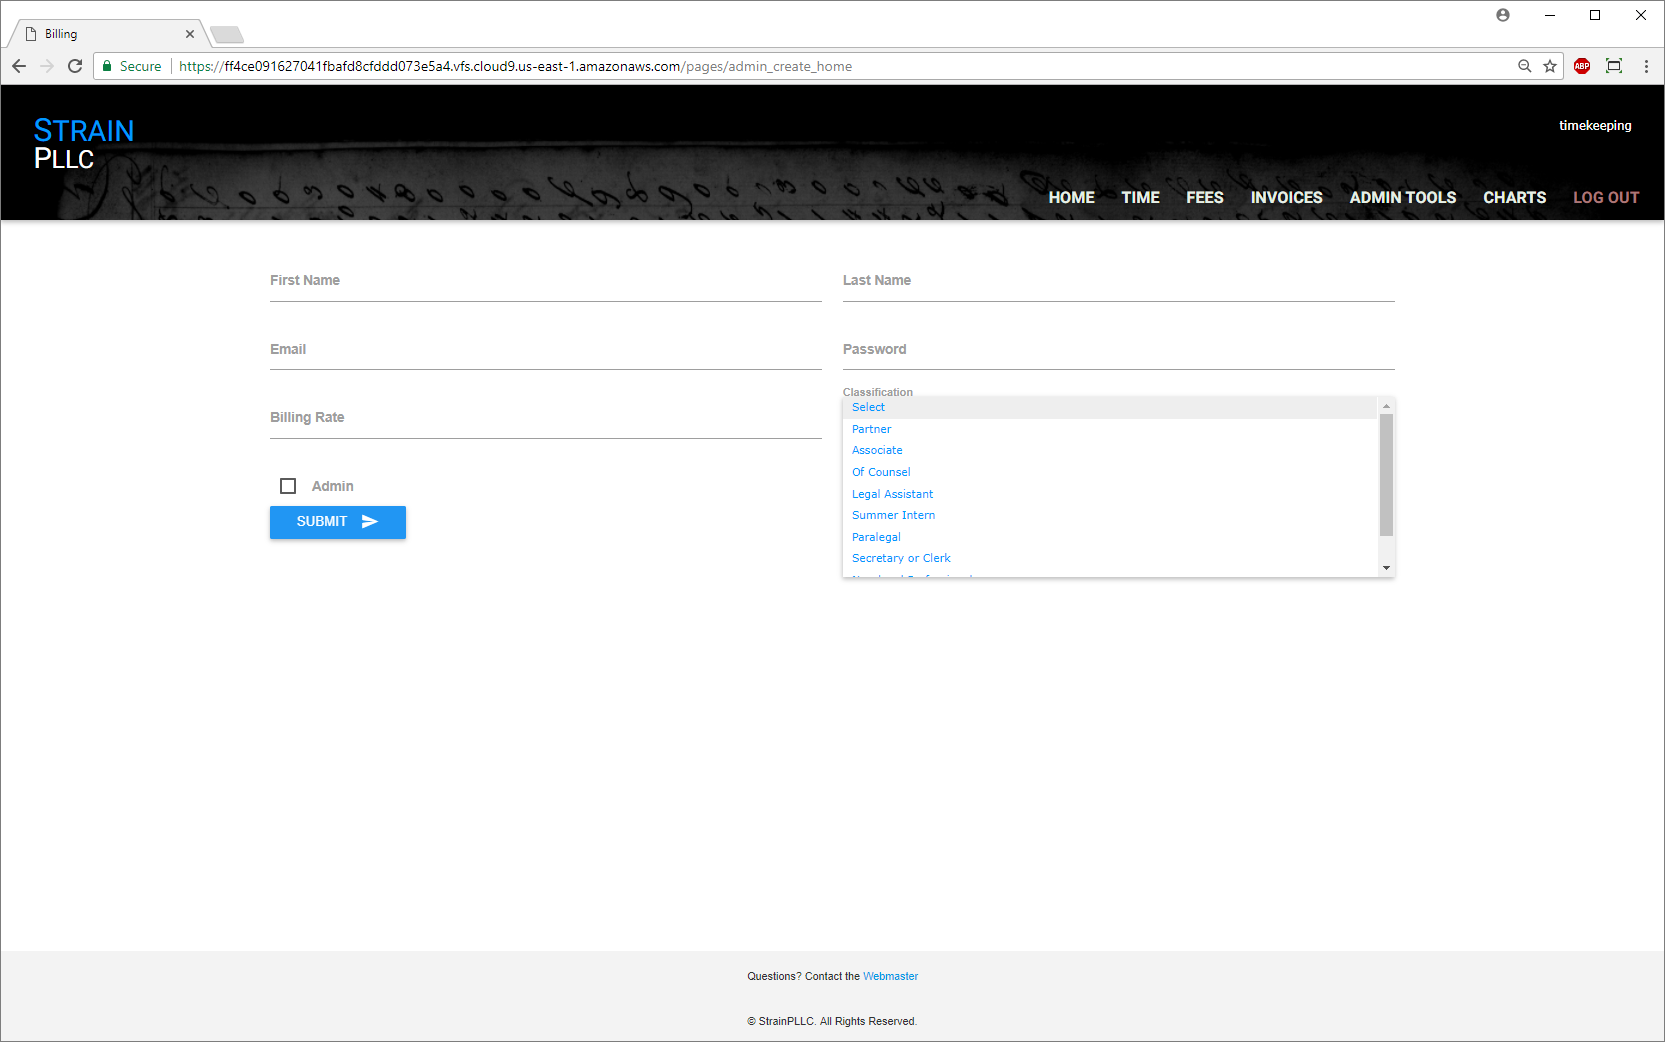 Billing
Secure
https://ff4ce091627041fbafd8cfddd073e5a4.vfs.cloud9.us-east-1.amazonaws.com/pages/admin_create_home
ABP
STRAIN
PLLC
timekeeping
HOME TIME FEES INVOICES ADMIN TOOLS CHARTS LOG OUT
First Name
Last Name
Email
Password
Billing Rate
Classification
Select
Partner
Associate
Of Counsel
Legal Assistant
Summer Intern
Paralegal
Secretary or Clerk
Admin
SUBMIT
Questions? Contact the Webmaster
© StrainPLLC. All Rights Reserved.